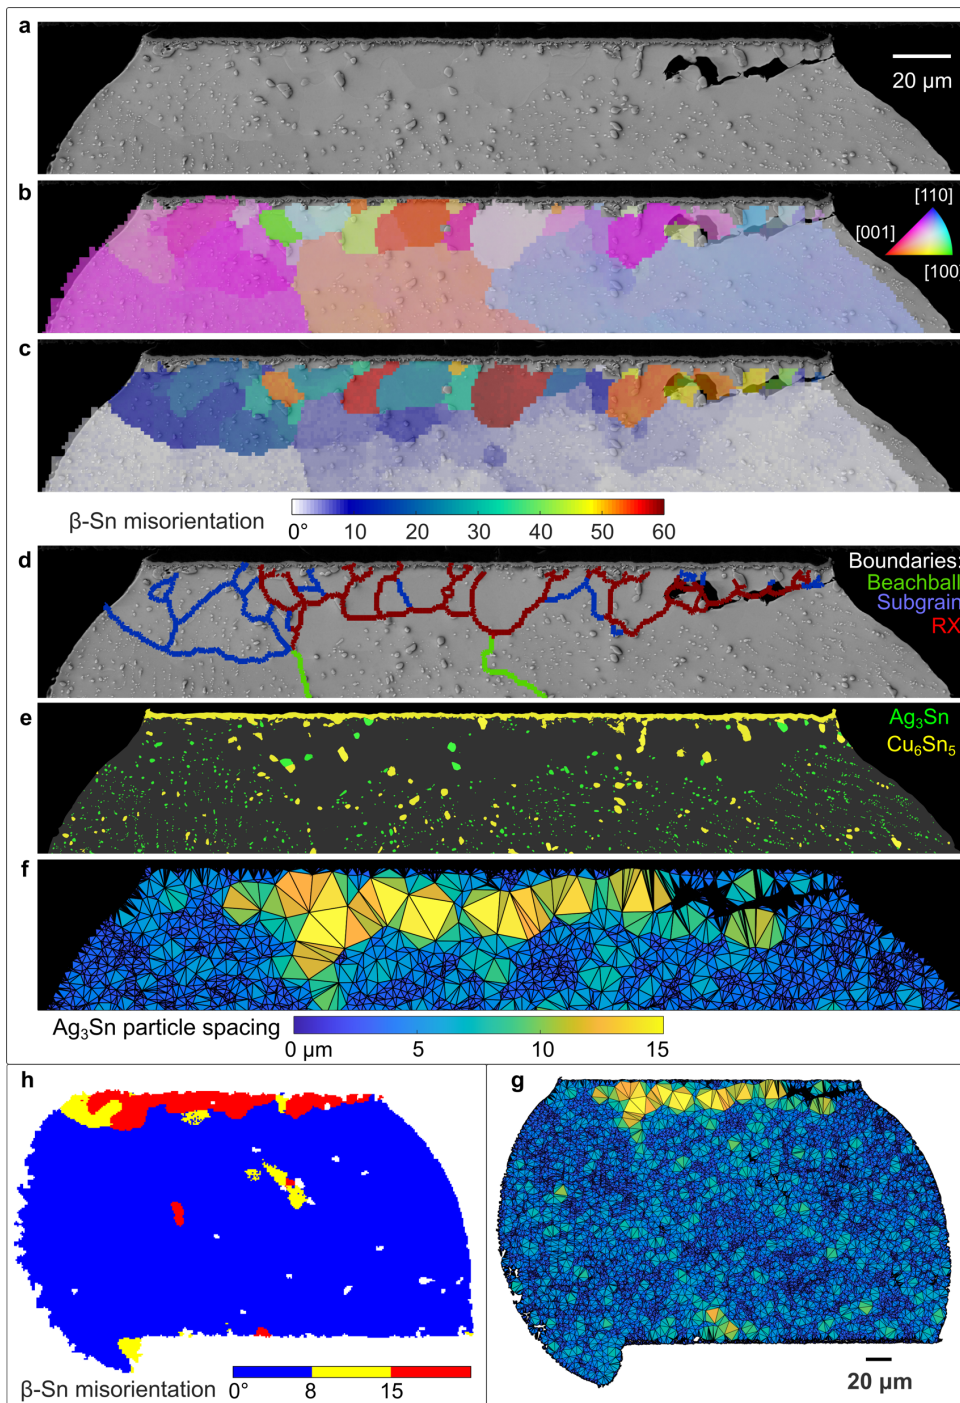 a
20 µm
b
[110]
[001]
[100]
c
β-Sn misorientation
0° 10 20 30 40 50 60
d
Boundaries:
Beachball
Subgrain
RX
e
Ag₃Sn
Cu₆Sn₅
f
Ag₃Sn particle spacing
0 µm 5 10 15
h
β-Sn misorientation
0° 8 15
g
20 µm